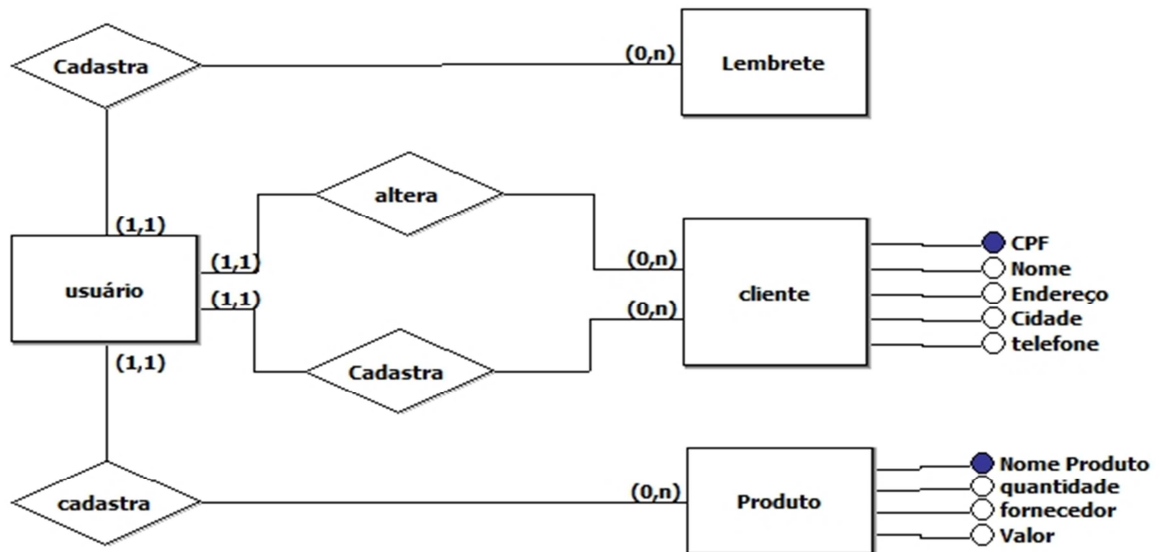 Cadastra
(0,n)
Lembrete
(1,1)
altera
usuário
(1,1)
(1,1)
(0,n)
(0,n)
cliente
CPF
Nome
Endereço
Cidade
telefone
Cadastra
(1,1)
cadastra
(0,n)
Produto
Nome Produto
quantidade
fornecedor
Valor